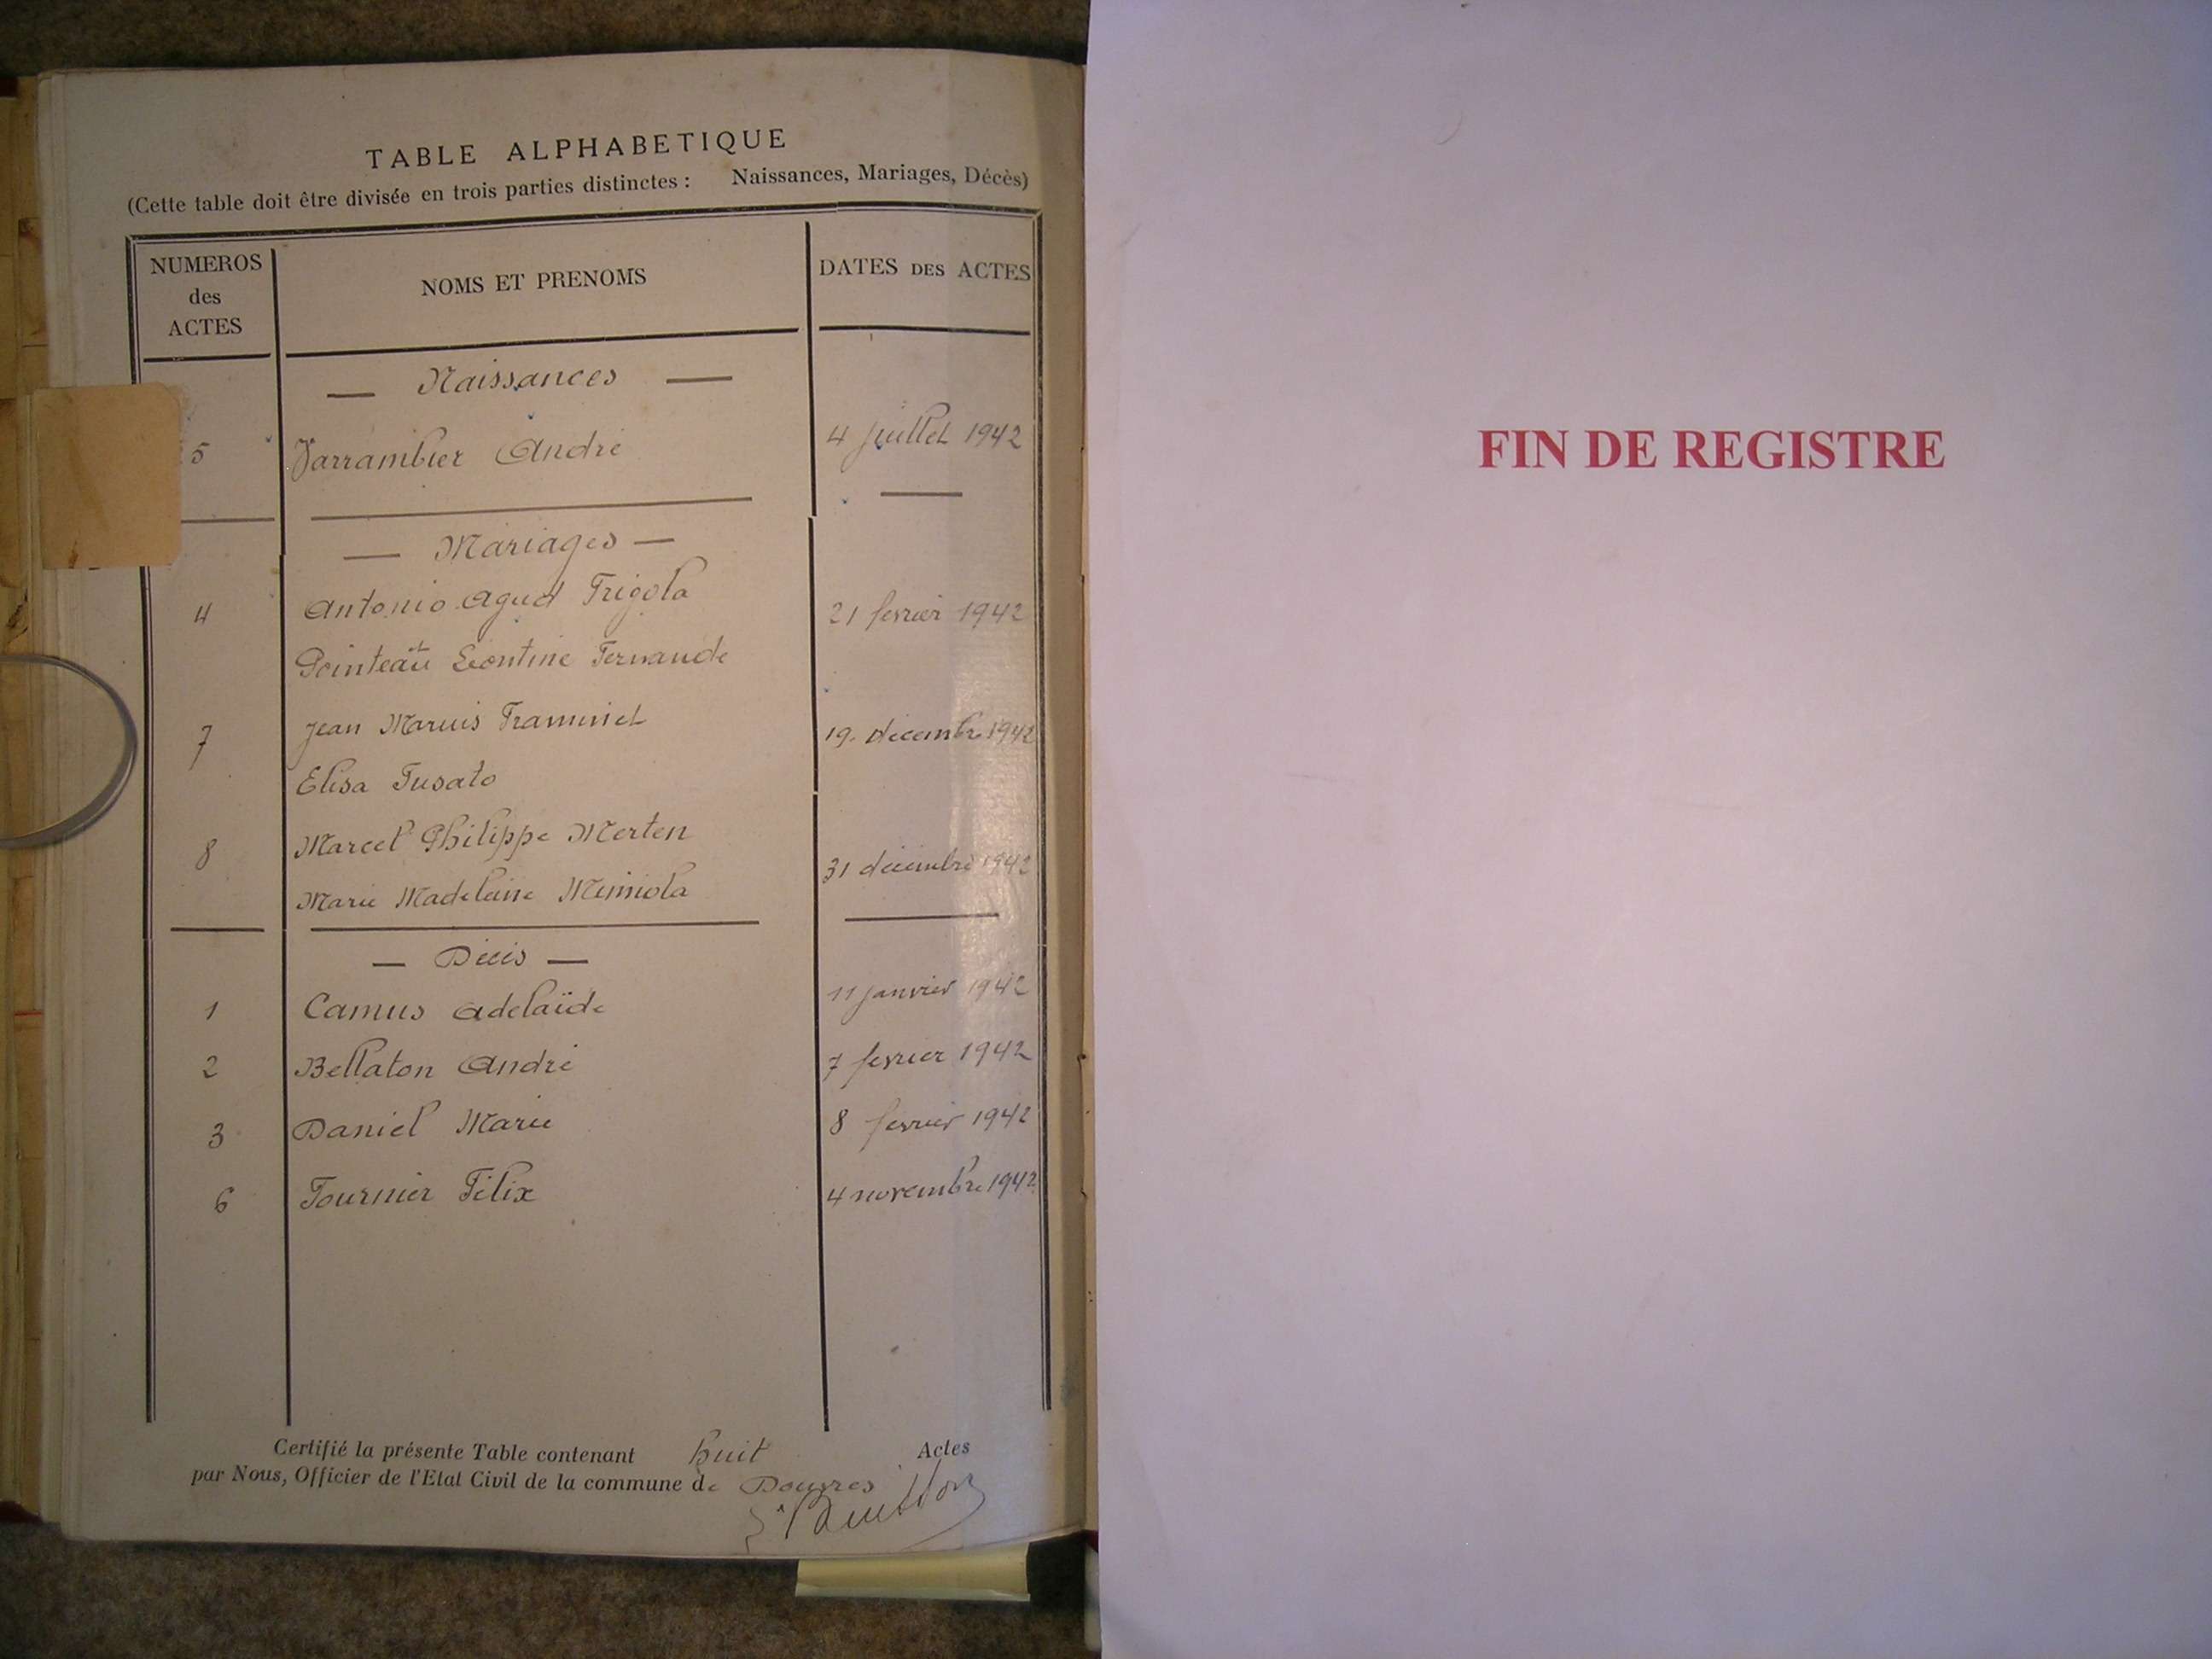 TABLE ALPHABETIQUE
(Cette table doit être divisée en trois parties distinctes : Naissances, Mariages, Décès)
NUMEROS des ACTES
NOMS ET PRENOMS
DATES DES ACTES
— Naissances —
5 Jarrambier André 4 juillet 1942
— Mariages —
4 Antonio Agud Trigola 21 fevrier 1942
Pointeau Léontine Fernande
7 Jean Marius 19 décembre 1942
Elisa Tusato
8 Marcel Philippe Merten 31 décembre 1942
Marie Madeleine
— Décès —
1 Camus Adelaïde 11 janvier 1942
2 Bellaton André 7 fevrier 1942
3 Daniel Marie 8 fevrier 1942
6 Fournier Félix 4 novembre 1942
Certifié la présente Table contenant huit Actes
par Nous, Officier de l'Etat Civil de la commune de Douvres
FIN DE REGISTRE